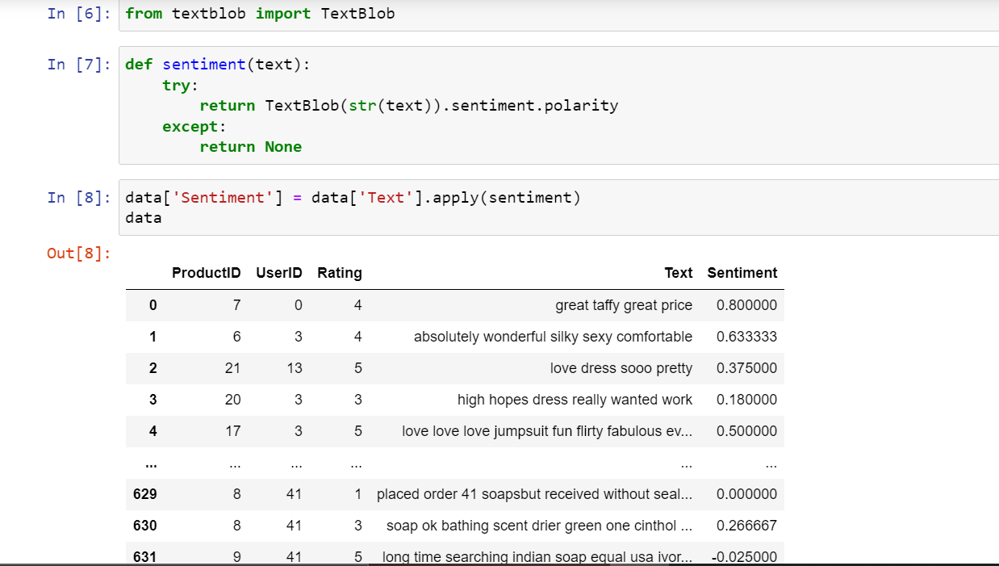 In [6]: from textblob import TextBlob
In [7]: def sentiment(text):
    try:
        return TextBlob(str(text)).sentiment.polarity
    except:
        return None
In [8]: data['Sentiment'] = data['Text'].apply(sentiment)
data
Out[8]:
ProductID UserID Rating Text Sentiment
0 7 0 4 great taffy great price 0.800000
1 6 3 4 absolutely wonderful silky sexy comfortable 0.633333
2 21 13 5 love dress sooo pretty 0.375000
3 20 3 3 high hopes dress really wanted work 0.180000
4 17 3 5 love love love jumpsuit fun flirty fabulous ev... 0.500000
... ... ... ... ... ...
629 8 41 1 placed order 41 soapsbut received without seal... 0.000000
630 8 41 3 soap ok bathing scent drier green one cinthol ... 0.266667
631 9 41 5 long time searching indian soap equal usa ivor... -0.025000